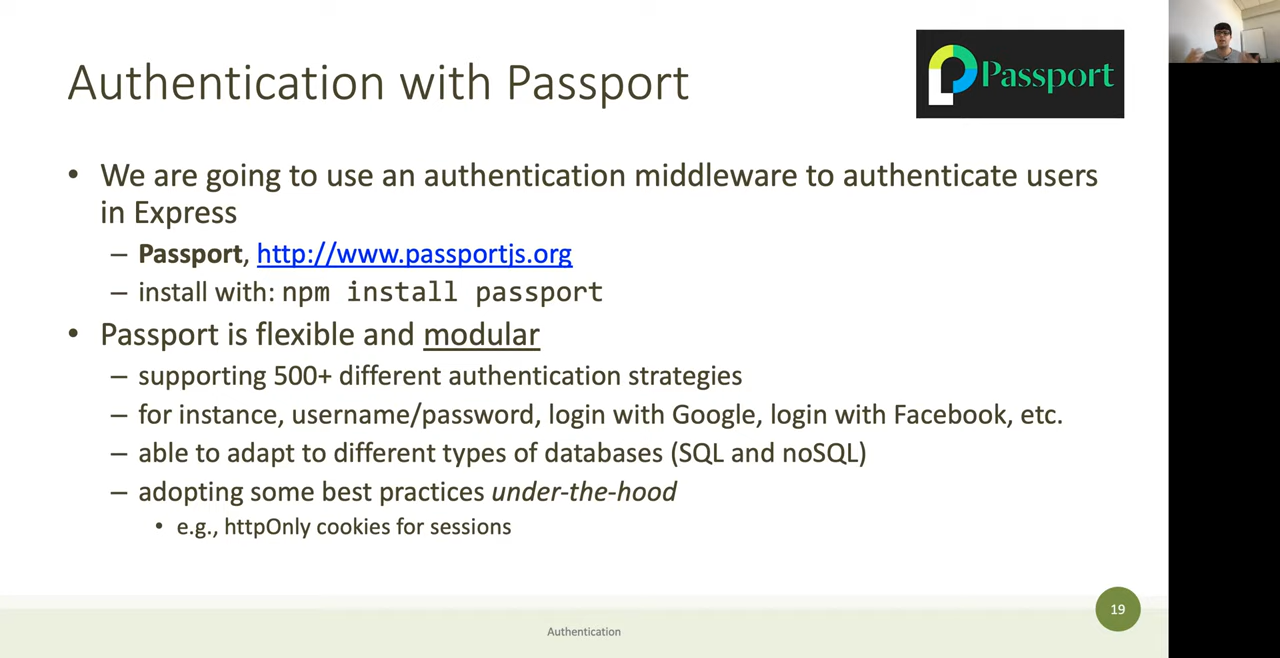 Authentication with Passport
Passport
• We are going to use an authentication middleware to authenticate users
in Express
– Passport, http://www.passportjs.org
– install with: npm install passport
• Passport is flexible and modular
– supporting 500+ different authentication strategies
– for instance, username/password, login with Google, login with Facebook, etc.
– able to adapt to different types of databases (SQL and noSQL)
– adopting some best practices under-the-hood
• e.g., httpOnly cookies for sessions
19
Authentication